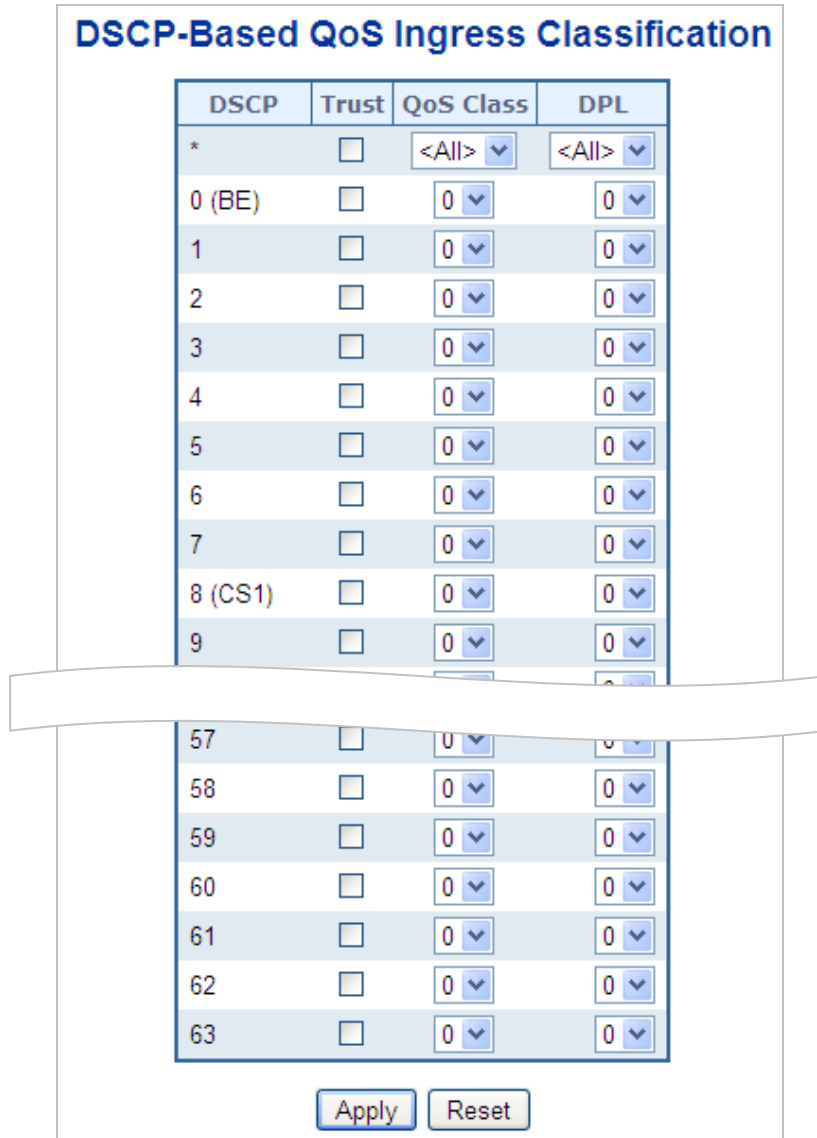 DSCP-Based QoS Ingress Classification
DSCP Trust QoS Class DPL
* <All> <All>
0 (BE) 0 0
1 0 0
2 0 0
3 0 0
4 0 0
5 0 0
6 0 0
7 0 0
8 (CS1) 0 0
9 0 0
57 0 0
58 0 0
59 0 0
60 0 0
61 0 0
62 0 0
63 0 0
Apply Reset